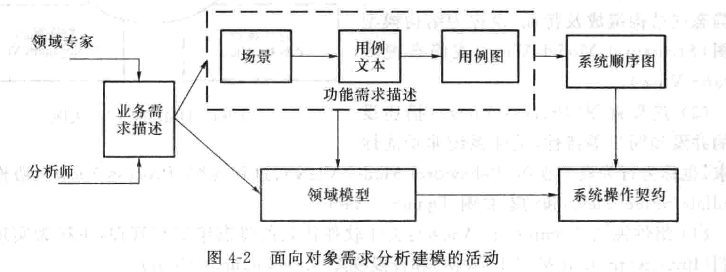 领域专家
业务需
求描述
分析师
场景
用例
文本
用例图
功能需求描述
系统顺序图
领域模型
系统操作契约
图 4-2 面向对象需求分析建模的活动